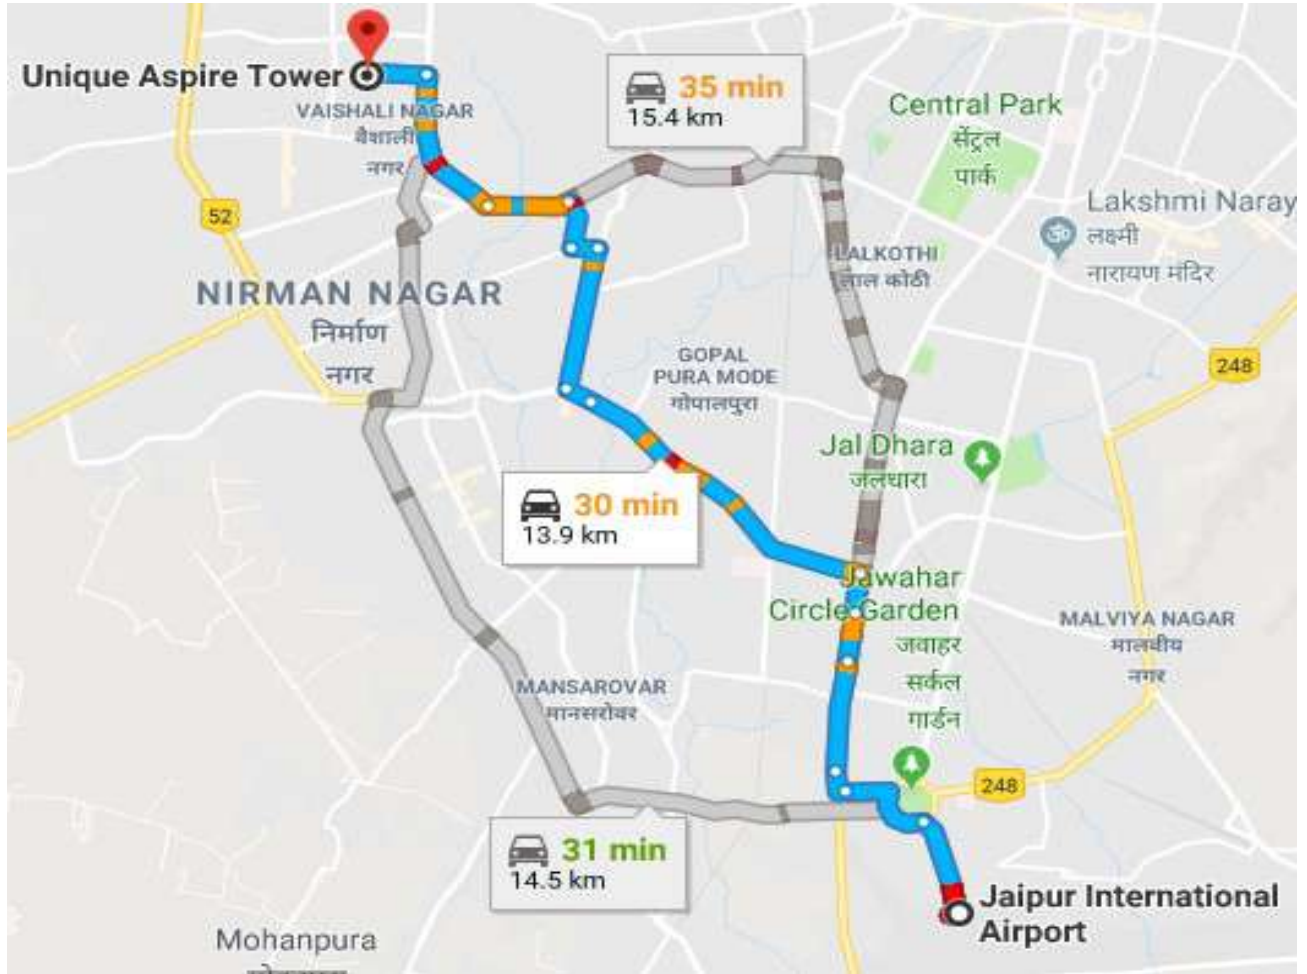 Unique Aspire Tower
VAISHALI NAGAR
वैशाली
नगर
35 min
15.4 km
Central Park
सेंट्रल
पार्क
52
Lakshmi Naray
लक्ष्मी
नारायण मंदिर
LALKOTHI
लाल कोठी
NIRMAN NAGAR
निर्माण
नगर
GOPAL
PURA MODE
गोपालपुरा
248
Jal Dhara
जलधारा
30 min
13.9 km
Jawahar
Circle Garden
जवाहर
सर्कल
गार्डन
MALVIYA NAGAR
मालवीय
नगर
MANSAROVAR
मानसरोवर
248
31 min
14.5 km
Jaipur International
Airport
Mohanpura